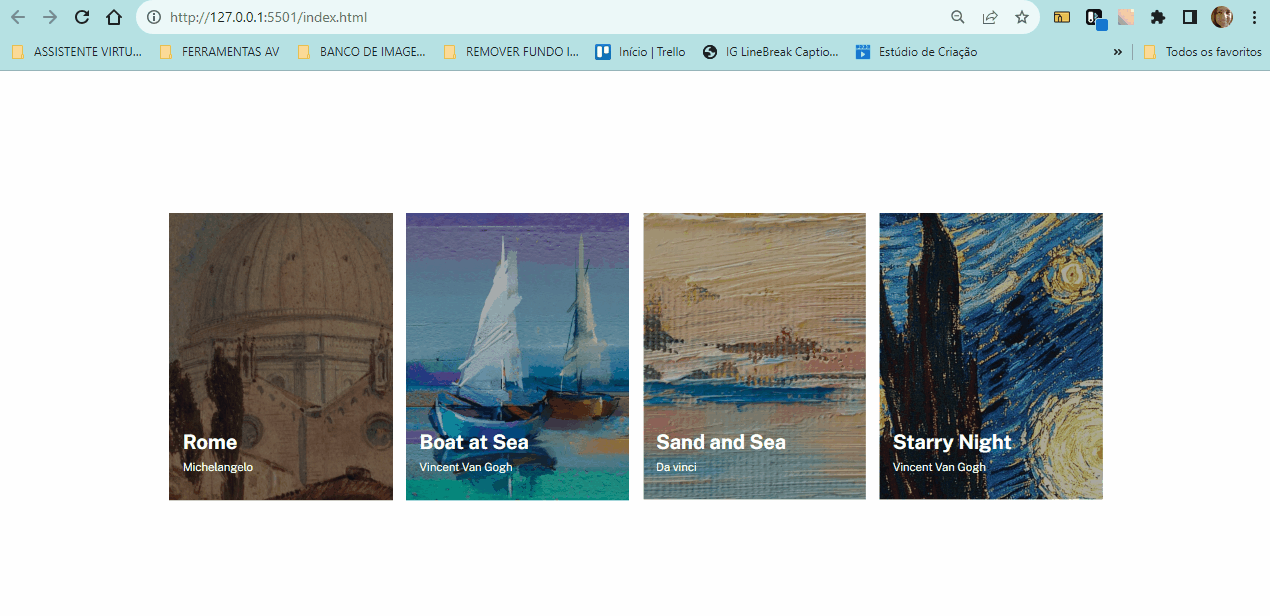 http://127.0.0.1:5501/index.html
ASSISTENTE VIRTU... FERRAMENTAS AV BANCO DE IMAGE... REMOVER FUNDO I... Início | Trello IG LineBreak Captio... Estúdio de Criação » Todos os favoritos
Rome
Michelangelo
Boat at Sea
Vincent Van Gogh
Sand and Sea
Da vinci
Starry Night
Vincent Van Gogh